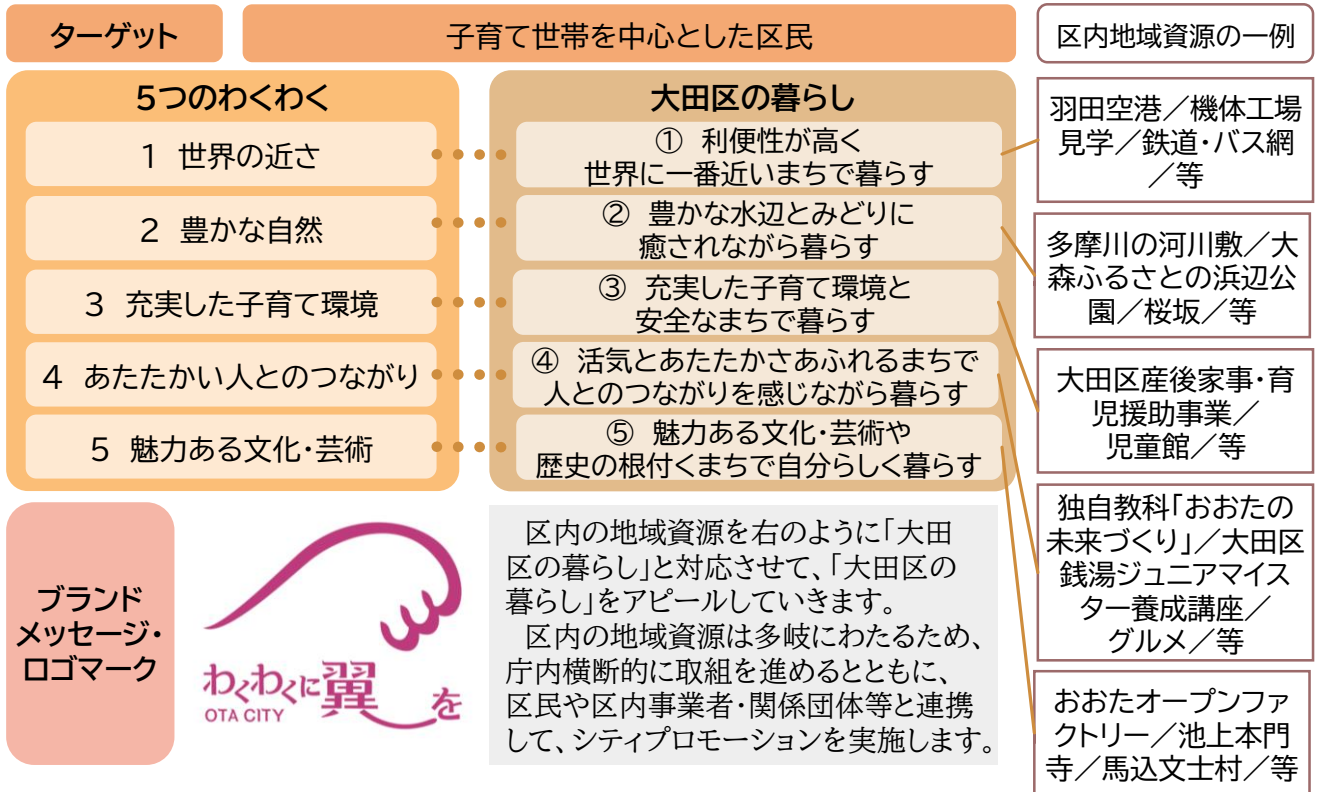 ターゲット
子育て世帯を中心とした区民
区内地域資源の一例
5つのわくわく
1 世界の近さ
2 豊かな自然
3 充実した子育て環境
4 あたたかい人とのつながり
5 魅力ある文化・芸術
大田区の暮らし
① 利便性が高く
世界に一番近いまちで暮らす
② 豊かな水辺とみどりに
癒されながら暮らす
③ 充実した子育て環境と
安全なまちで暮らす
④ 活気とあたたかさあふれるまちで
人とのつながりを感じながら暮らす
⑤ 魅力ある文化・芸術や
歴史の根付くまちで自分らしく暮らす
羽田空港／機体工場
見学／鉄道・バス網
／等
多摩川の河川敷／大
森ふるさとの浜辺公
園／桜坂／等
大田区産後家事・育
児援助事業／
児童館／等
独自教科「おおたの
未来づくり」／大田区
銭湯ジュニアマイス
ター養成講座／
グルメ／等
おおたオープンファ
クトリー／池上本門
寺／馬込文士村／等
ブランド
メッセージ・
ロゴマーク
わくわくに翼を
OTA CITY
区内の地域資源を右のように「大田
区の暮らし」と対応させて、「大田区の
暮らし」をアピールしていきます。
区内の地域資源は多岐にわたるため、
庁内横断的に取組を進めるとともに、
区民や区内事業者・関係団体等と連携
して、シティプロモーションを実施します。